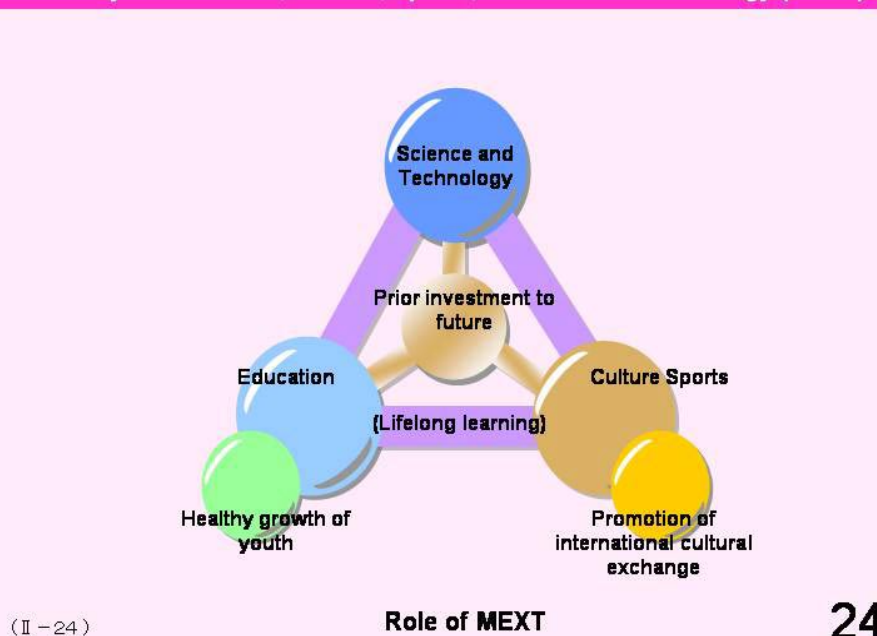 Science and
Technology
Prior investment to
future
Education
Culture Sports
(Lifelong learning)
Healthy growth of
youth
Promotion of
international cultural
exchange
(Ⅱ－24)
Role of MEXT
24